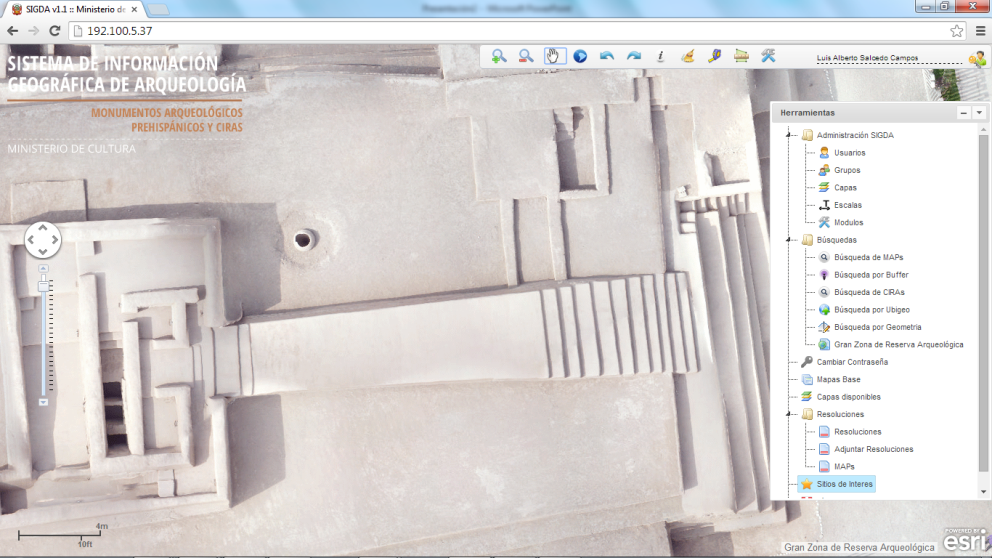 SIGDA v1.1 :: Ministerio de
Presentación2 - Microsoft PowerPoint
192.100.5.37
SISTEMA DE INFORMACIÓN
GEOGRÁFICA DE ARQUEOLOGÍA
MONUMENTOS ARQUEOLÓGICOS
PREHISPÁNICOS Y CIRAS
MINISTERIO DE CULTURA
Luis Alberto Salcedo Campos
Herramientas
Administración SIGDA
Usuarios
Grupos
Capas
Escalas
Modulos
Búsquedas
Búsqueda de MAPs
Búsqueda por Buffer
Búsqueda de CIRAs
Búsqueda por Ubigeo
Búsqueda por Geometria
Gran Zona de Reserva Arqueológica
Cambiar Contraseña
Mapas Base
Capas disponibles
Resoluciones
Resoluciones
Adjuntar Resoluciones
MAPs
Sitios de Interes
4m
10ft
POWERED BY
esri
Gran Zona de Reserva Arqueológica